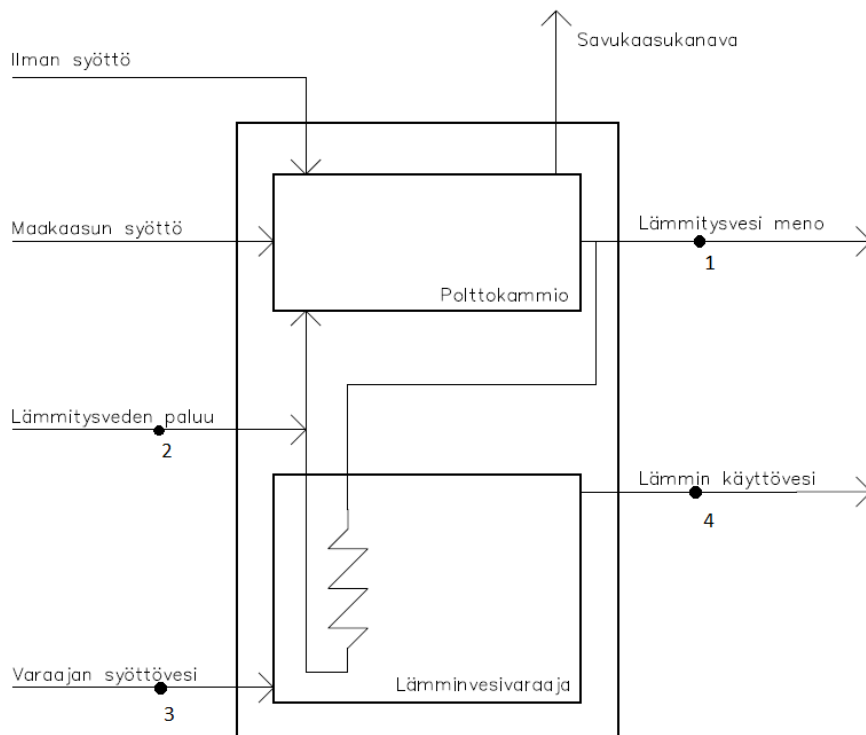 Ilman syöttö
Savukaasukanava
Maakaasun syöttö
Lämmitysvesi meno
1
Polttokammio
Lämmitysveden paluu
2
Lämmin käyttövesi
4
Varaajan syöttövesi
3
Lämminvesivaraaja